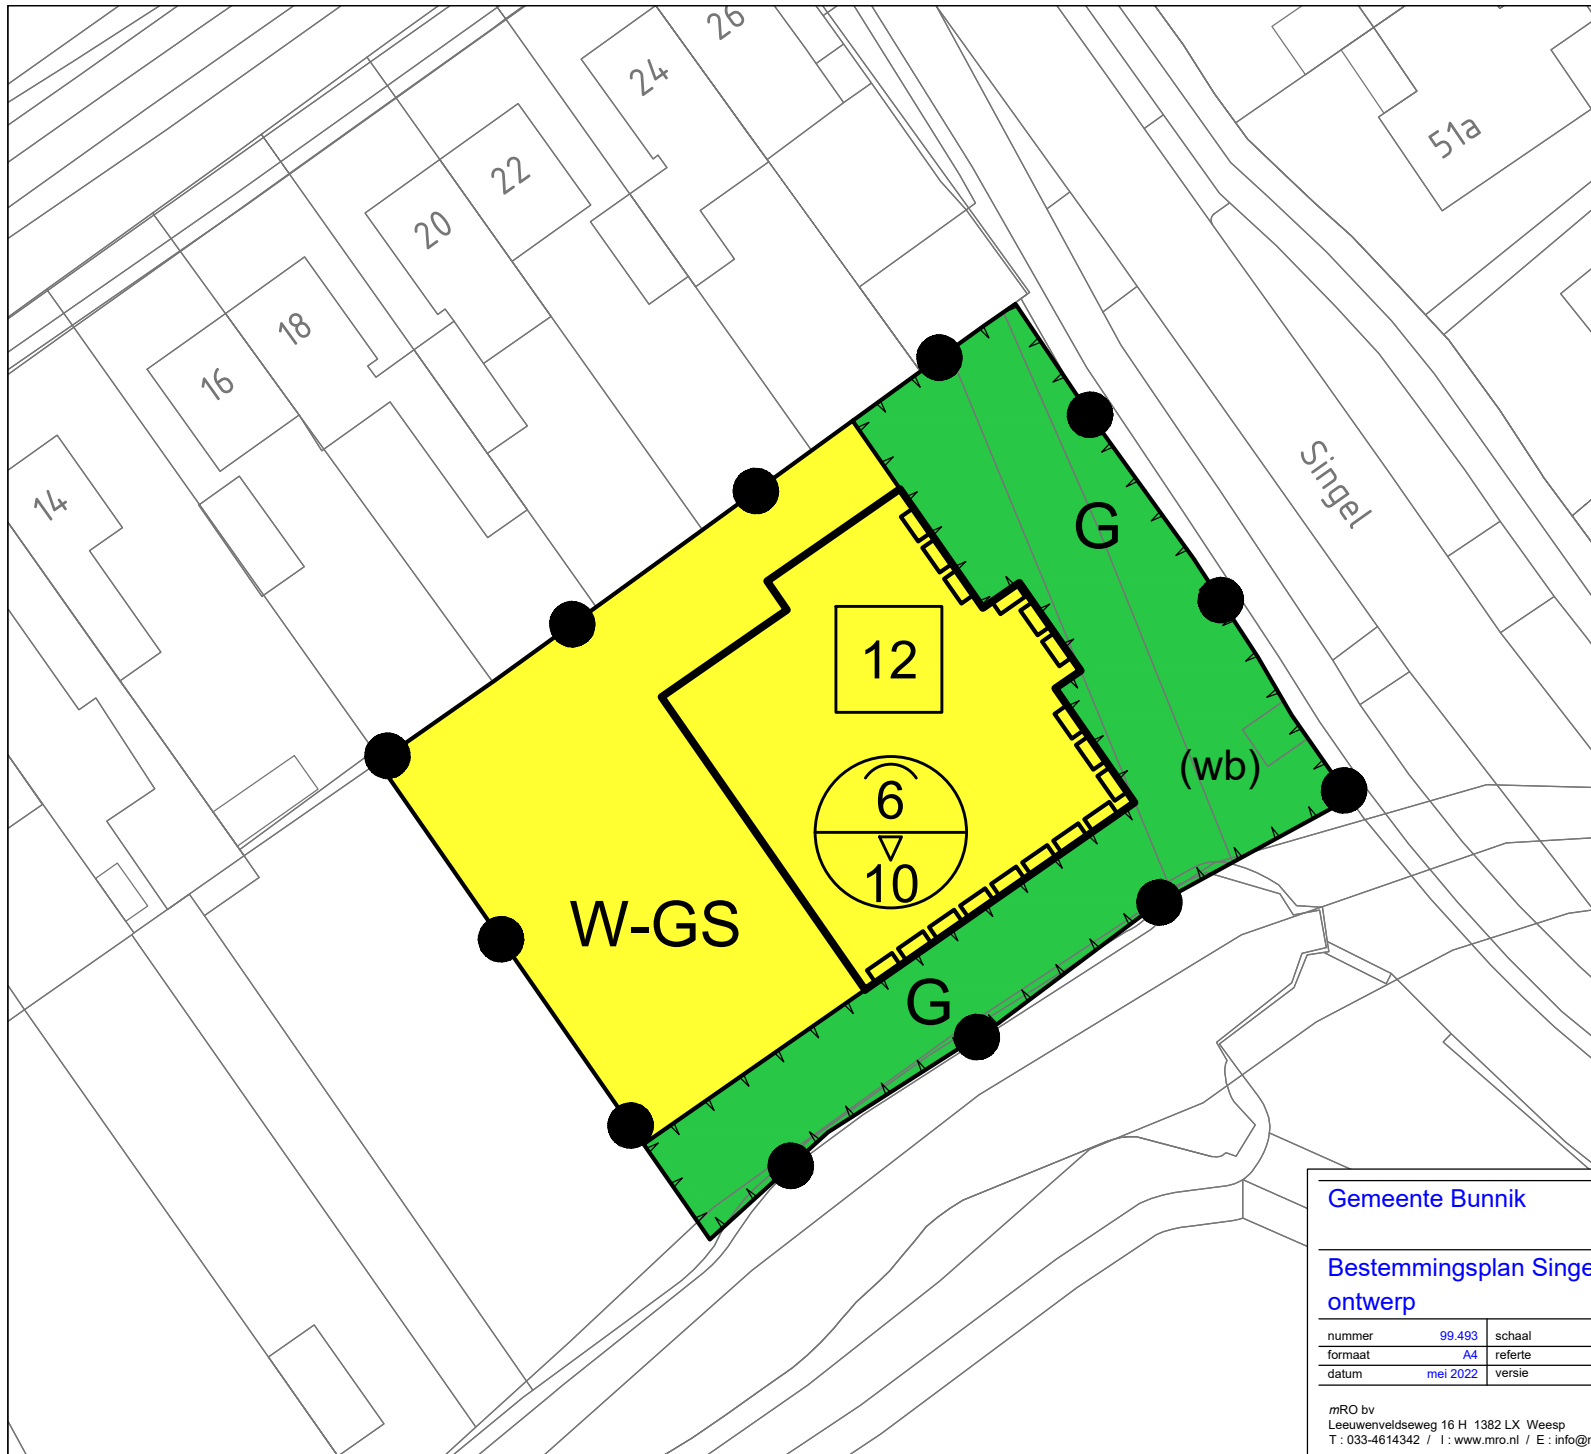 26
24
22
20
18
16
14
51a
Singel
G
12
(wb)
6
10
W-GS
G
Gemeente Bunnik
Bestemmingsplan Singe
ontwerp
nummer 99.493 schaal
formaat A4 referte
datum mei 2022 versie
mRO bv
Leeuwenveldseweg 16 H 1382 LX Weesp
T : 033-4614342 / I : www.mro.nl / E : info@